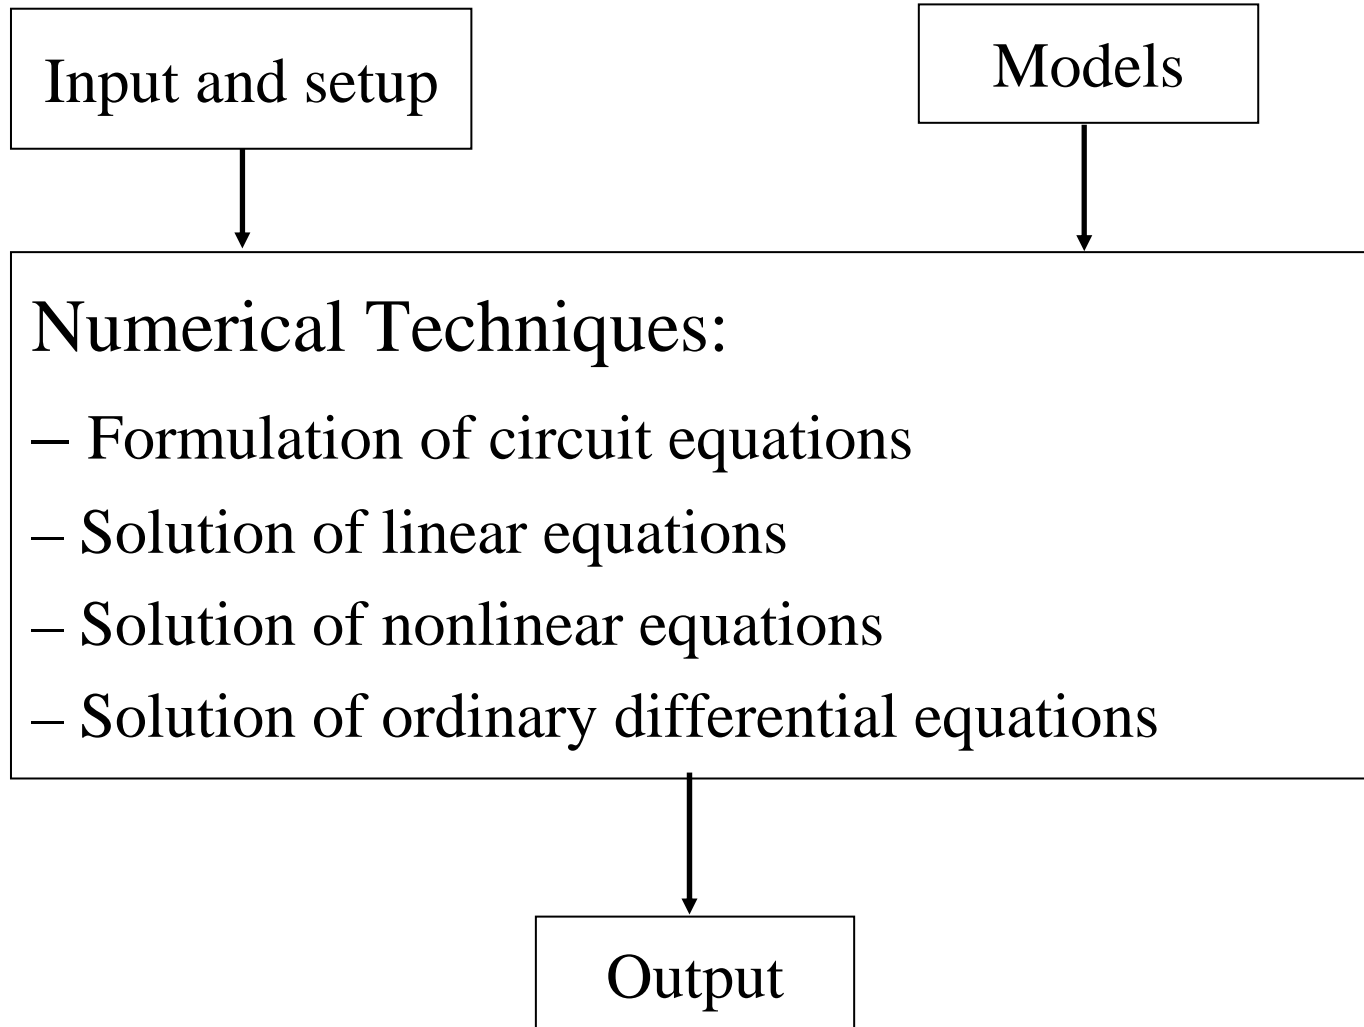 Input and setup
Models
Numerical Techniques:
– Formulation of circuit equations
– Solution of linear equations
– Solution of nonlinear equations
– Solution of ordinary differential equations
Output